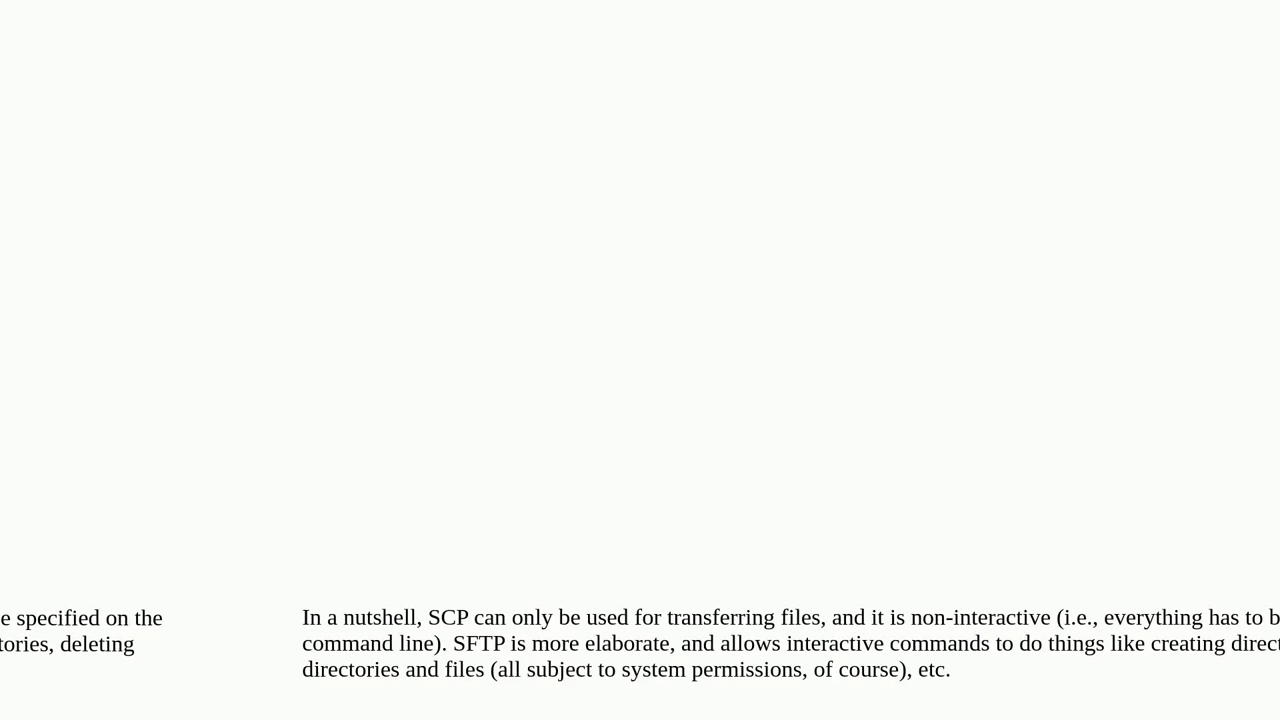 e specified on the
tories, deleting
In a nutshell, SCP can only be used for transferring files, and it is non-interactive (i.e., everything has to b
command line). SFTP is more elaborate, and allows interactive commands to do things like creating direct
directories and files (all subject to system permissions, of course), etc.